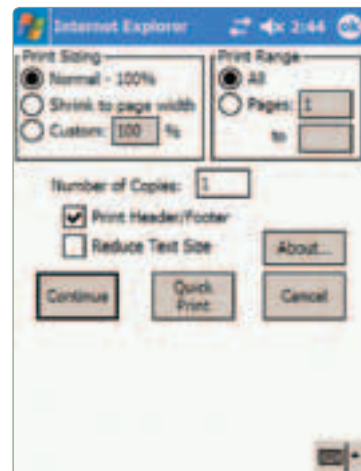 Internet Explorer 2:44 ok
Print Sizing
Normal - 100%
Shrink to page width
Custom: 100 %
Print Range
All
Pages: 1
to
Number of Copies: 1
Print Header/Footer
Reduce Text Size
About...
Continue
Quick Print
Cancel